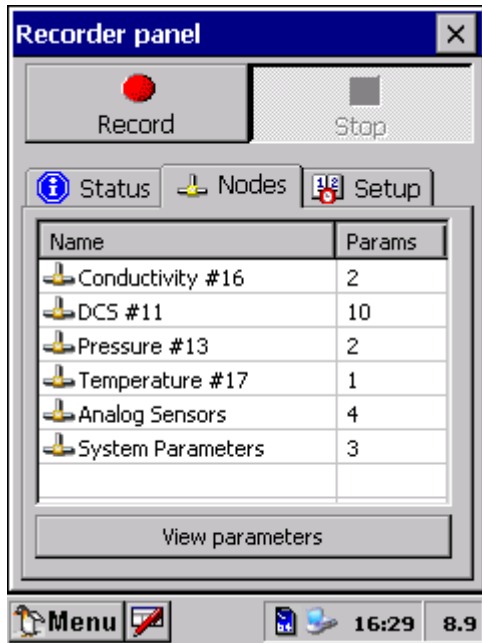 Recorder panel
Record Stop
Status Nodes Setup
Name Params
Conductivity #16 2
DCS #11 10
Pressure #13 2
Temperature #17 1
Analog Sensors 4
System Parameters 3
View parameters
Menu 16:29 8.9